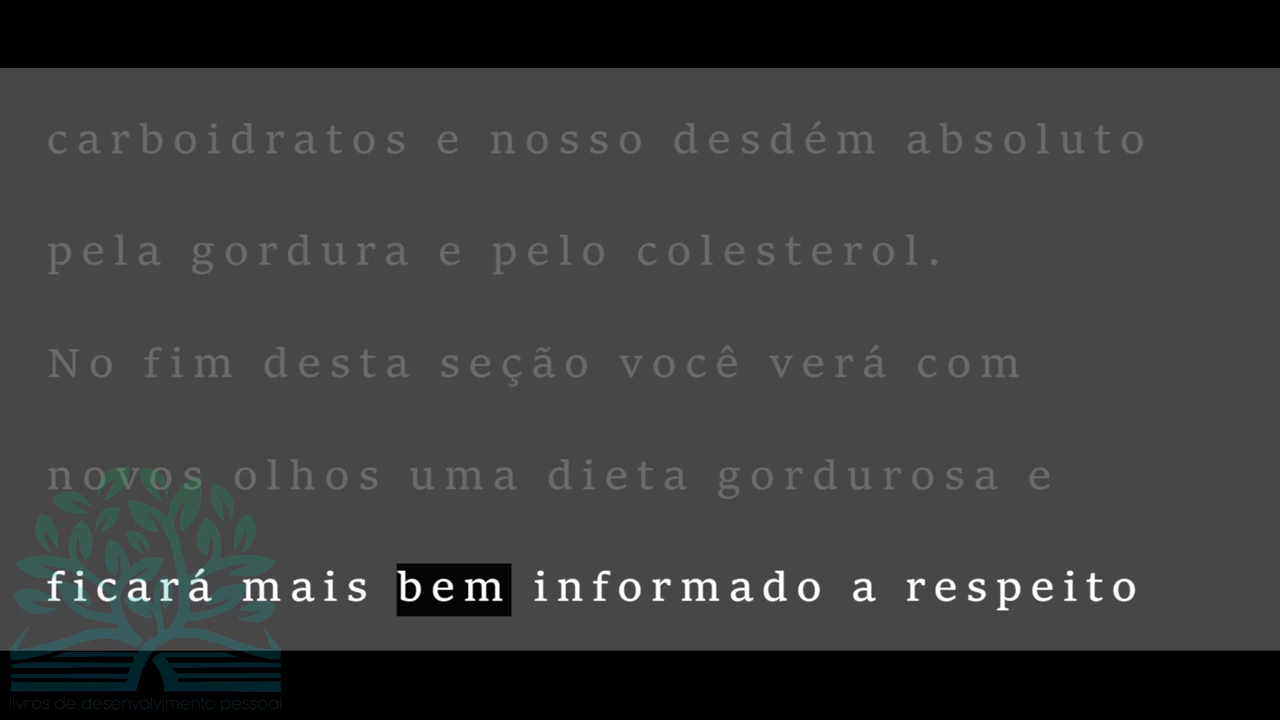 carboidratos e nosso desdém absoluto
pela gordura e pelo colesterol.
No fim desta seção você verá com
novos olhos uma dieta gordurosa e
ficará mais bem informado a respeito
livros de desenvolvimento pessoal